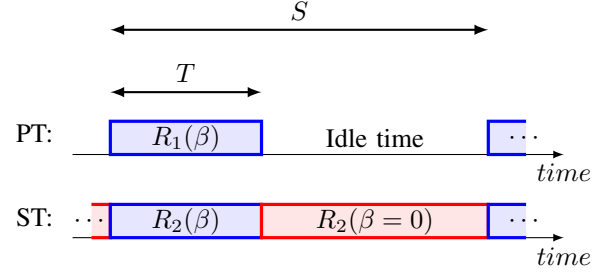 S
T
PT: R₁(β) Idle time ···
time
ST: ··· R₂(β) R₂(β = 0) ···
time